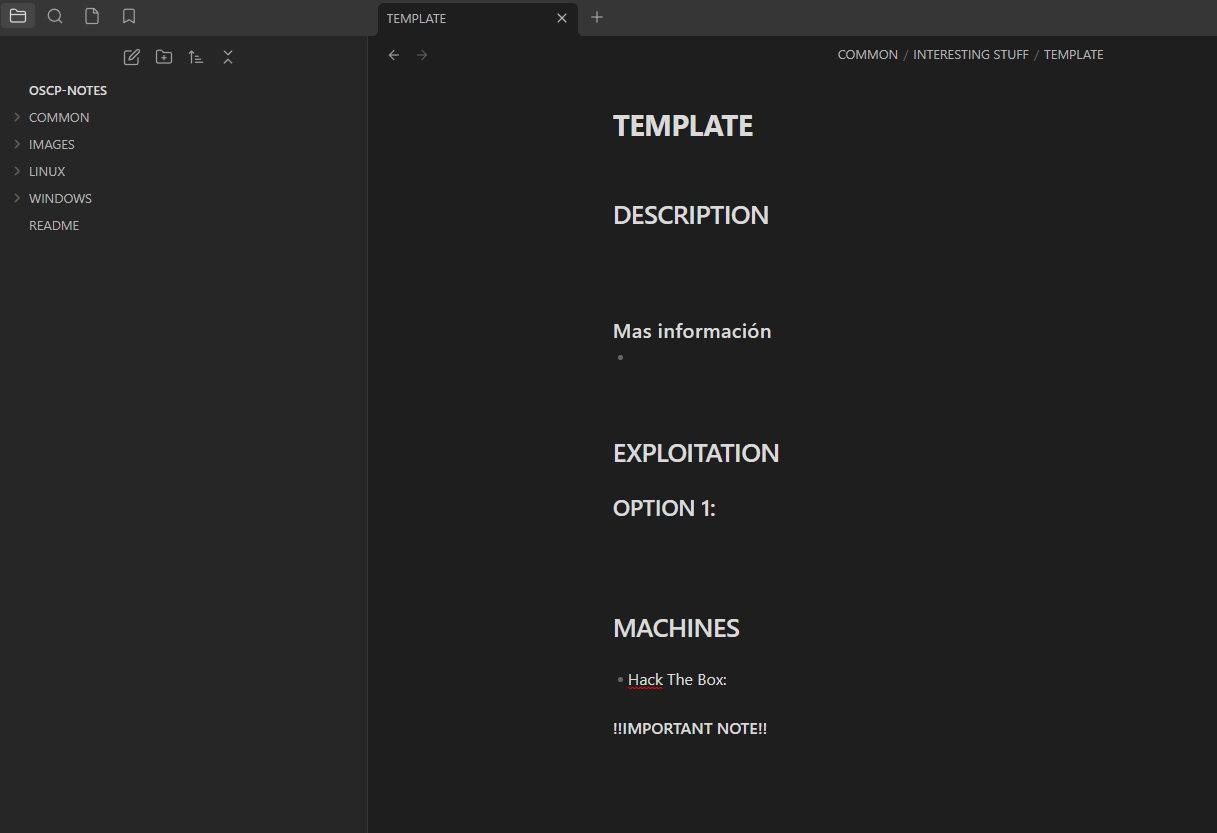 TEMPLATE
COMMON / INTERESTING STUFF / TEMPLATE
OSCP-NOTES
COMMON
IMAGES
LINUX
WINDOWS
README
TEMPLATE
DESCRIPTION
Mas información
EXPLOITATION
OPTION 1:
MACHINES
Hack The Box:
!!IMPORTANT NOTE!!